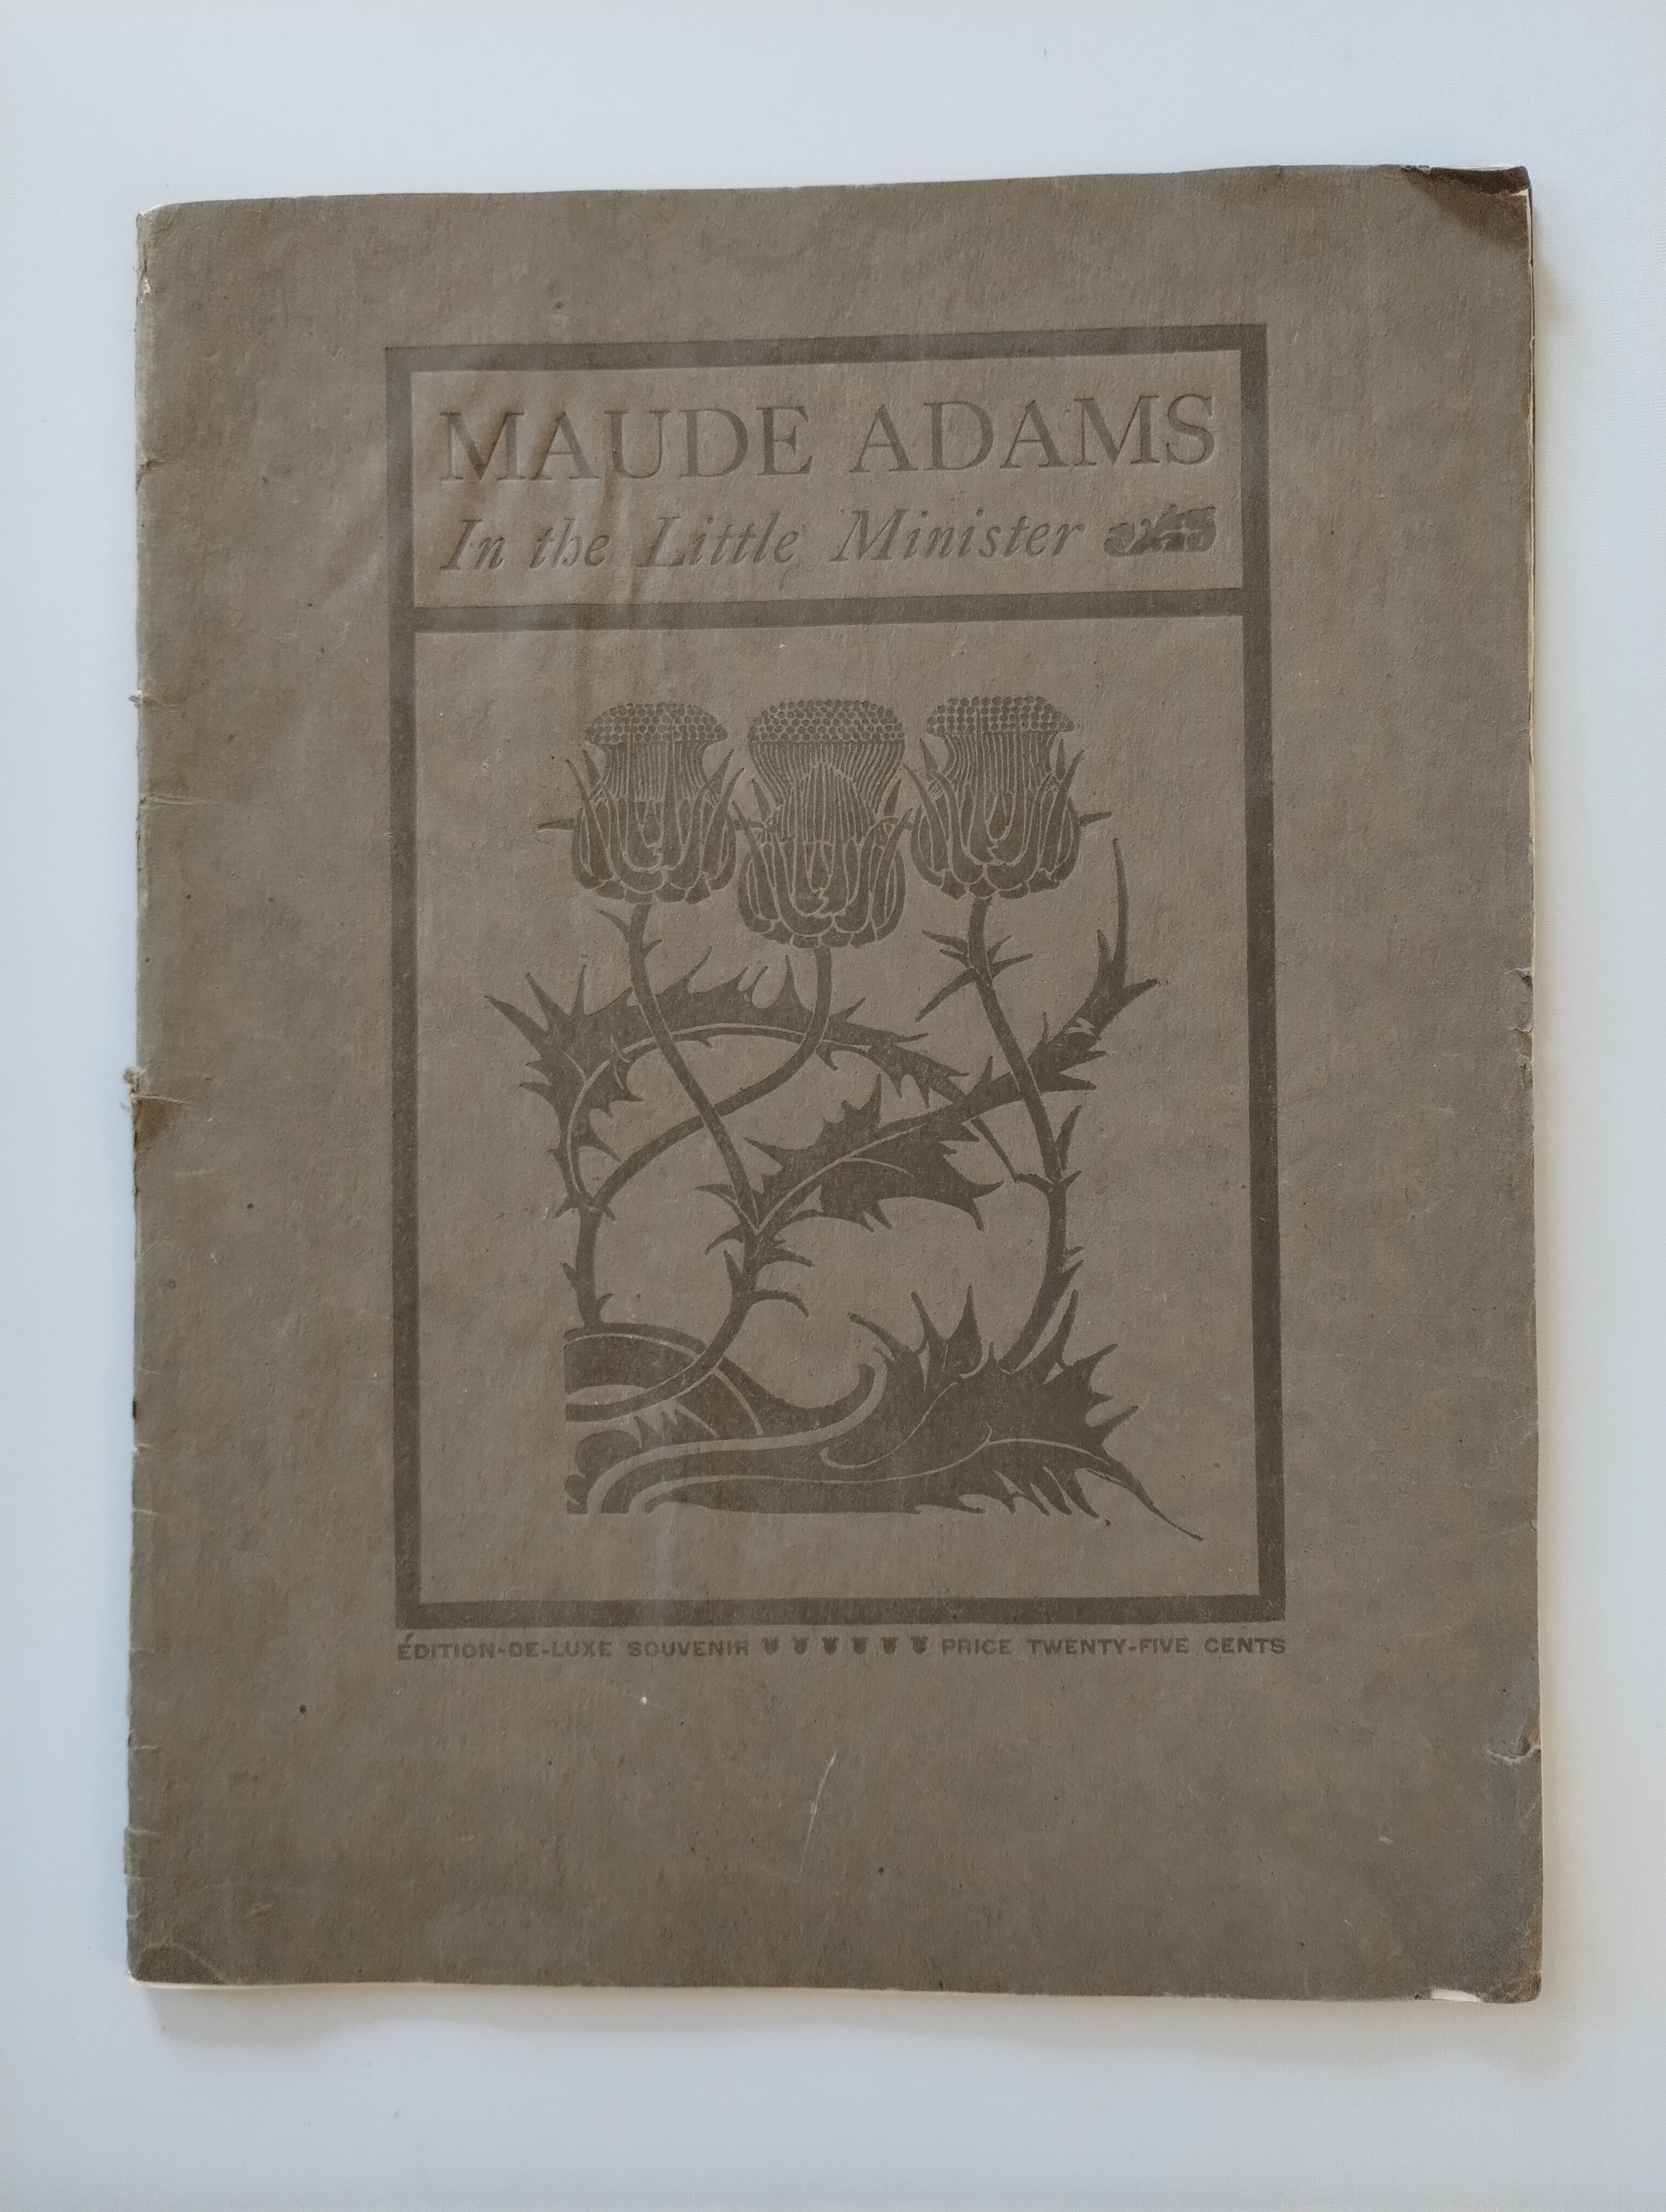 MAUDE ADAMS
In the Little Minister
ÉDITION-DE-LUXE SOUVENIR PRICE TWENTY-FIVE CENTS